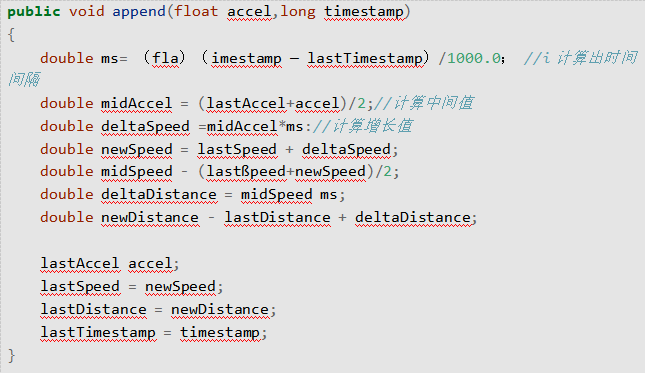 public void append(float accel,long timestamp)
{
    double ms= （fla）（imestamp — lastTimestamp）/1000.0； //i 计算出时间
间隔
    double midAccel = (lastAccel+accel)/2;//计算中间值
    double deltaSpeed =midAccel*ms://计算增长值
    double newSpeed = lastSpeed + deltaSpeed;
    double midSpeed - (lastßpeed+newSpeed)/2;
    double deltaDistance = midSpeed ms;
    double newDistance - lastDistance + deltaDistance;

    lastAccel accel;
    lastSpeed = newSpeed;
    lastDistance = newDistance;
    lastTimestamp = timestamp;
}